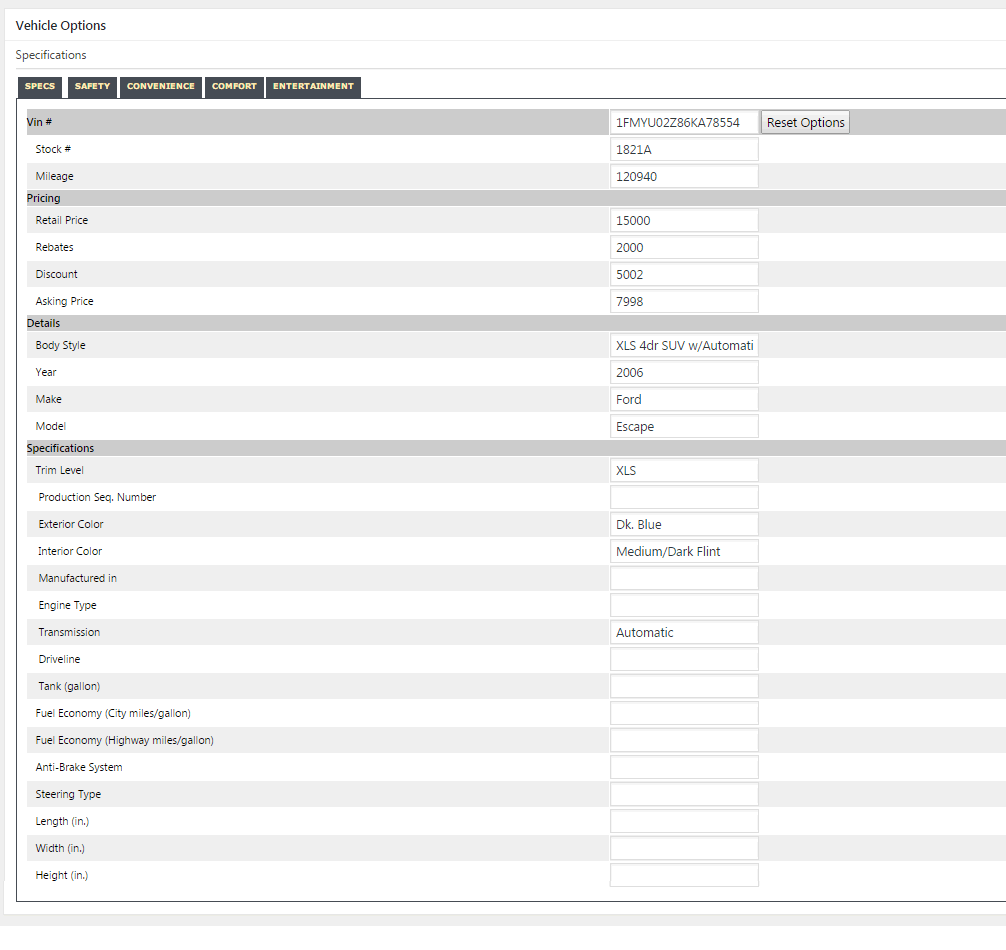 Vehicle Options
Specifications
SPECS SAFETY CONVENIENCE COMFORT ENTERTAINMENT
Vin # 1FMYU02Z86KA78554 Reset Options
Stock # 1821A
Mileage 120940
Pricing
Retail Price 15000
Rebates 2000
Discount 5002
Asking Price 7998
Details
Body Style XLS 4dr SUV w/Automati
Year 2006
Make Ford
Model Escape
Specifications
Trim Level XLS
Production Seq. Number
Exterior Color Dk. Blue
Interior Color Medium/Dark Flint
Manufactured in
Engine Type
Transmission Automatic
Driveline
Tank (gallon)
Fuel Economy (City miles/gallon)
Fuel Economy (Highway miles/gallon)
Anti-Brake System
Steering Type
Length (in.)
Width (in.)
Height (in.)